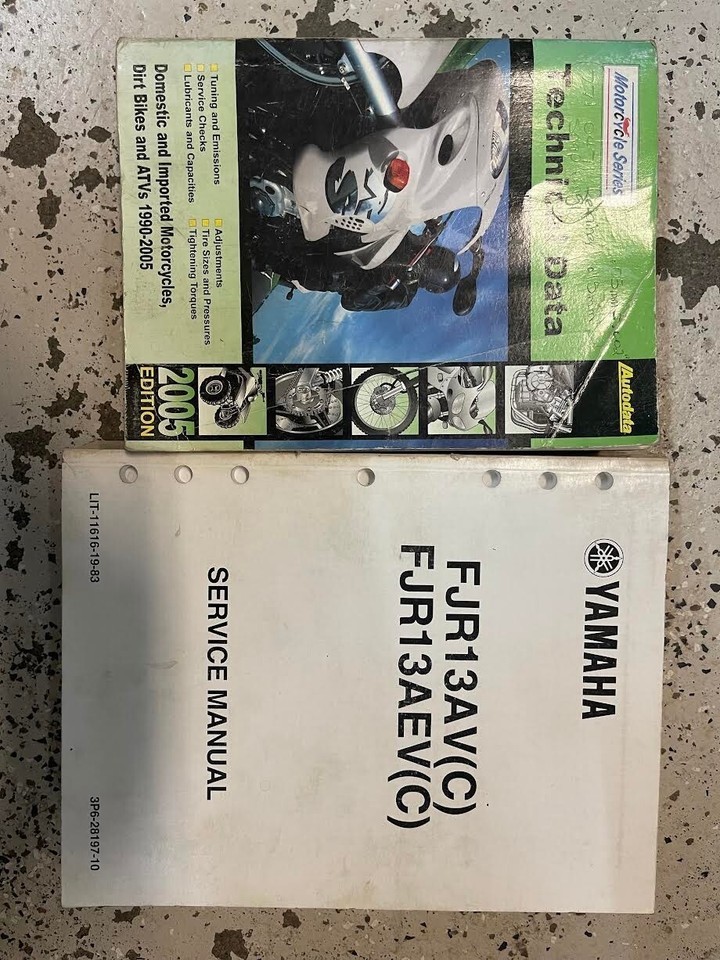 Motorcycle Series
Technical Data
Autodata
Tuning and Emissions
Service Checks
Lubricants and Capacities
Adjustments
Tire Sizes and Pressures
Tightening Torques
Domestic and Imported Motorcycles,
Dirt Bikes and ATVs 1990-2005
2005
EDITION
YAMAHA
FJR13AV(C)
FJR13AEV(C)
SERVICE MANUAL
LIT-11616-19-83
3P6-28197-10